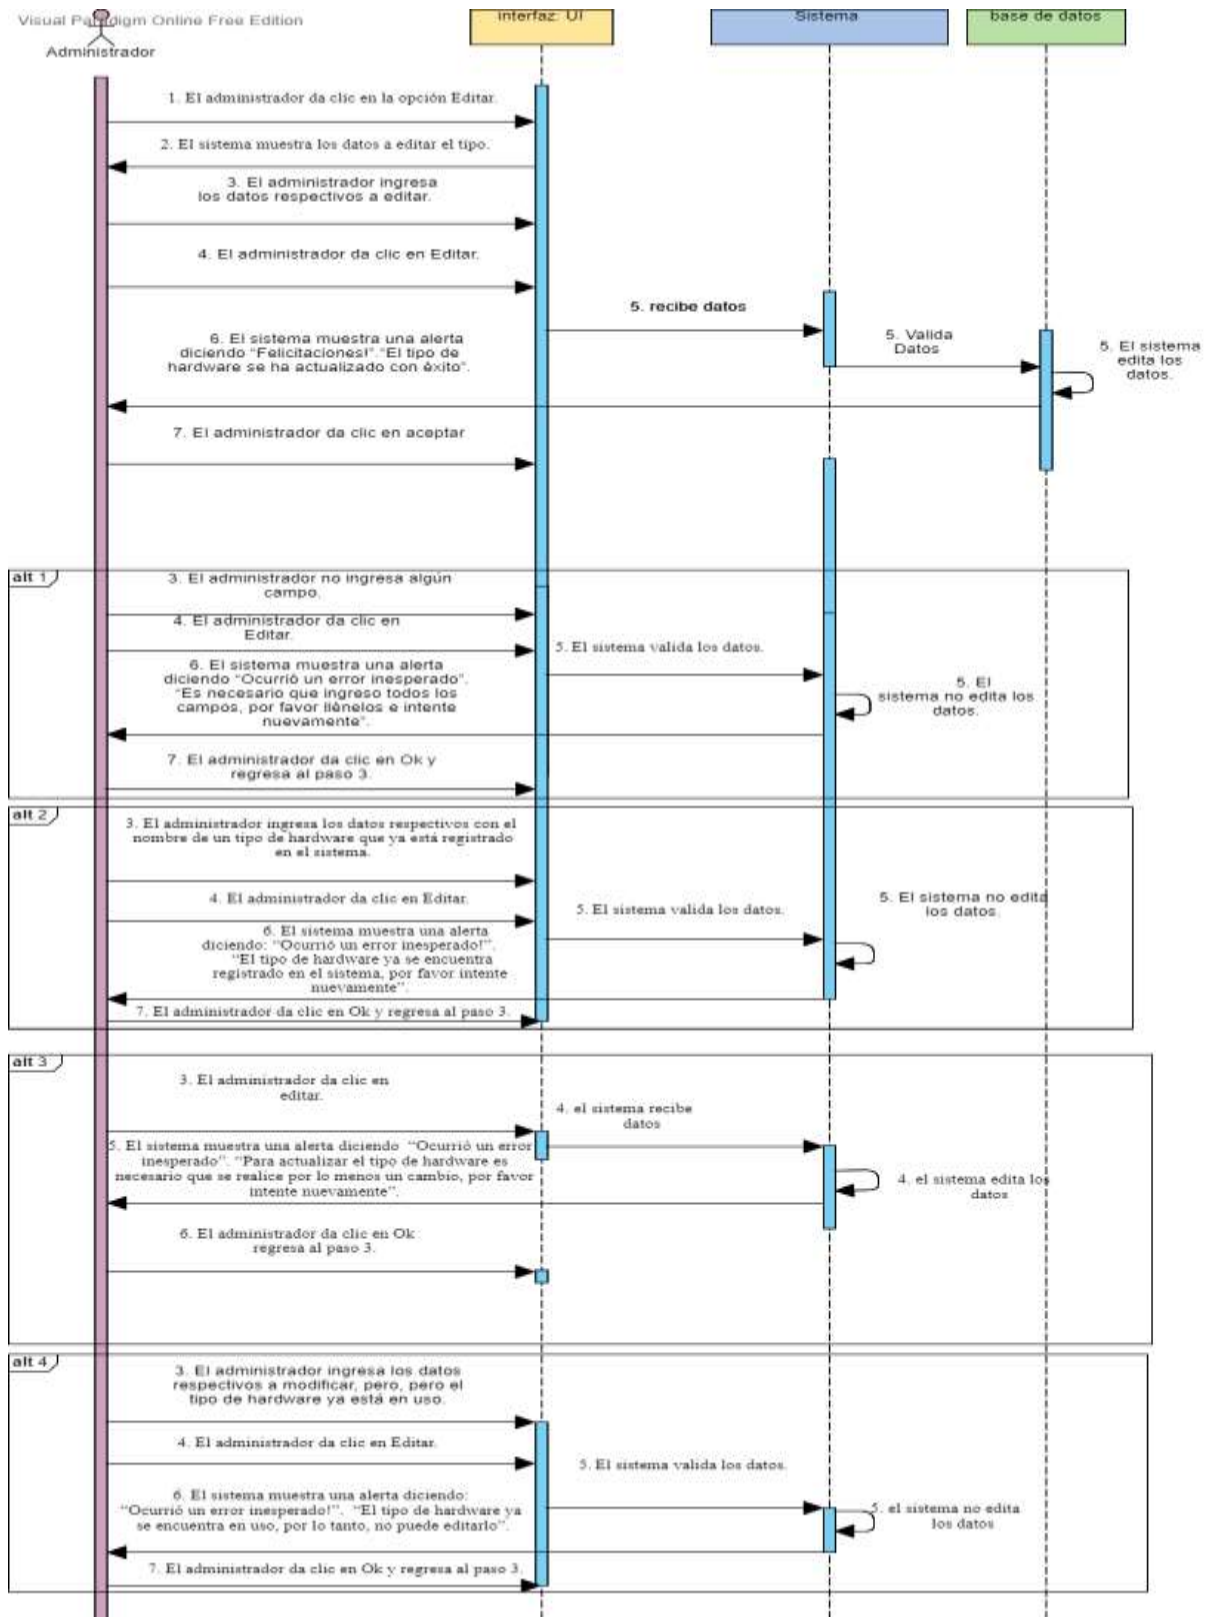 Visual Paradigm Online Free Edition
Administrador
interfaz: UI
Sistema
base de datos
1. El administrador da clic en la opción Editar.
2. El sistema muestra los datos a editar el tipo.
3. El administrador ingresa
los datos respectivos a editar.
4. El administrador da clic en Editar.
5. recibe datos
5. Valida
Datos
5. El sistema
edita los
datos.
6. El sistema muestra una alerta
diciendo “Felicitaciones!”.“El tipo de
hardware se ha actualizado con éxito”.
7. El administrador da clic en aceptar
alt 1
3. El administrador no ingresa algún
campo.
4. El administrador da clic en
Editar.
5. El sistema valida los datos.
5. El
sistema no edita los
datos.
6. El sistema muestra una alerta
diciendo “Ocurrió un error inesperado”.
“Es necesario que ingreso todos los
campos, por favor llénelos e intente
nuevamente”.
7. El administrador da clic en Ok y
regresa al paso 3.
alt 2
3. El administrador ingresa los datos respectivos con el
nombre de un tipo de hardware que ya está registrado
en el sistema.
4. El administrador da clic en Editar.
5. El sistema valida los datos.
5. El sistema no edita
los datos.
6. El sistema muestra una alerta
diciendo: “Ocurrió un error inesperado!”.
“El tipo de hardware ya se encuentra
registrado en el sistema, por favor intente
nuevamente”.
7. El administrador da clic en Ok y regresa al paso 3.
alt 3
3. El administrador da clic en
editar.
4. el sistema recibe
datos
4. el sistema edita los
datos
5. El sistema muestra una alerta diciendo “Ocurrió un error
inesperado”. “Para actualizar el tipo de hardware es
necesario que se realice por lo menos un cambio, por favor
intente nuevamente”.
6. El administrador da clic en Ok
regresa al paso 3.
alt 4
3. El administrador ingresa los datos
respectivos a modificar, pero, pero el
tipo de hardware ya está en uso.
4. El administrador da clic en Editar.
5. El sistema valida los datos.
5. el sistema no edita
los datos
6. El sistema muestra una alerta diciendo:
“Ocurrió un error inesperado!”. “El tipo de hardware ya
se encuentra en uso, por lo tanto, no puede editarlo”.
7. El administrador da clic en Ok y regresa al paso 3.